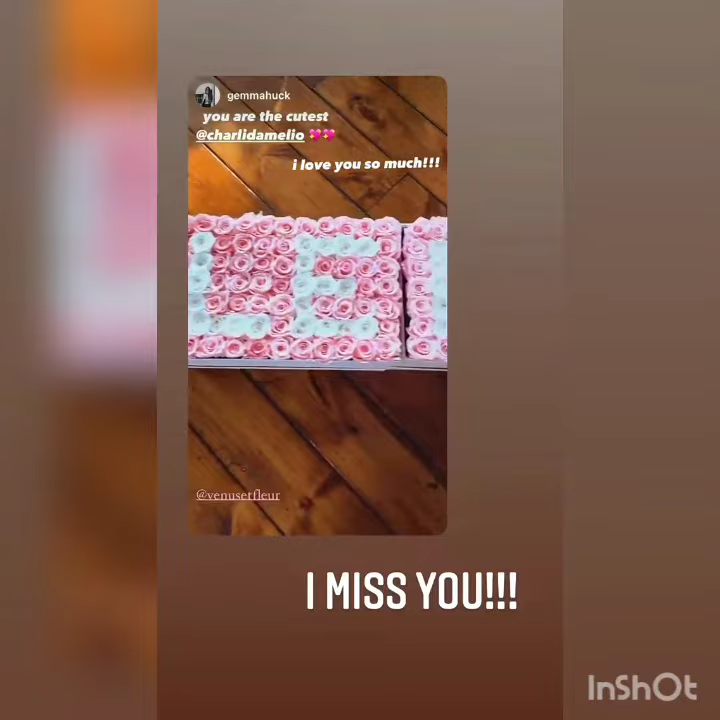 gemmahuck
you are the cutest
@charlidamelio
i love you so much!!!
@venusetfleur
I MISS YOU!!!
InShOt